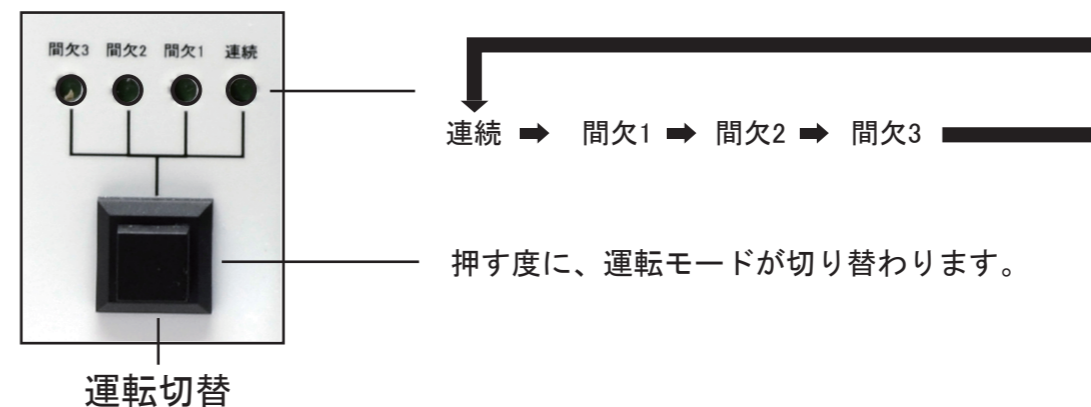 間欠3 間欠2 間欠1 連続
連続 ➡ 間欠1 ➡ 間欠2 ➡ 間欠3
押す度に、運転モードが切り替わります。
運転切替